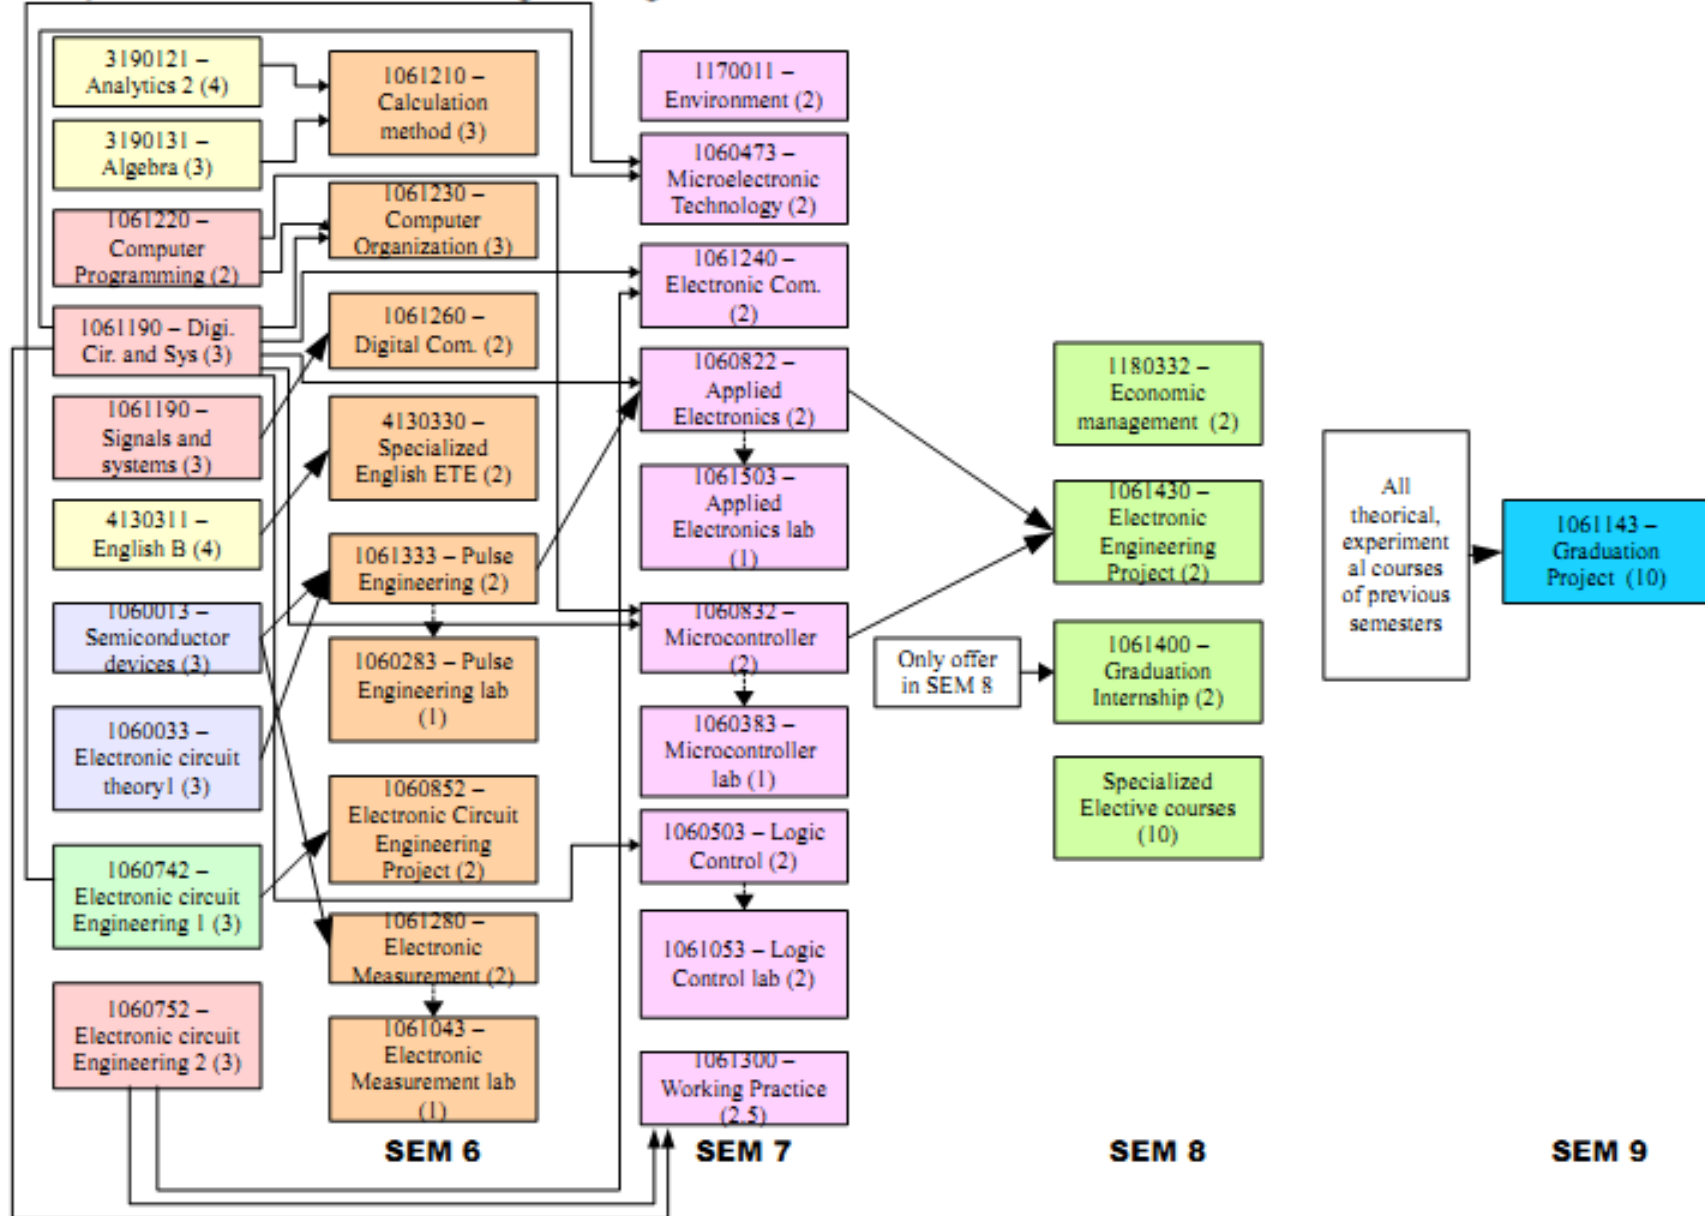 3190121 –
Analytics 2 (4)
3190131 –
Algebra (3)
1061220 –
Computer
Programming (2)
1061190 – Digi.
Cir. and Sys (3)
1061190 –
Signals and
systems (3)
4130311 –
English B (4)
1060013 –
Semiconductor
devices (3)
1060033 –
Electronic circuit
theory1 (3)
1060742 –
Electronic circuit
Engineering 1 (3)
1060752 –
Electronic circuit
Engineering 2 (3)
1061210 –
Calculation
method (3)
1061230 –
Computer
Organization (3)
1061260 –
Digital Com. (2)
4130330 –
Specialized
English ETE (2)
1061333 – Pulse
Engineering (2)
1060283 – Pulse
Engineering lab
(1)
1060852 –
Electronic Circuit
Engineering
Project (2)
1061280 –
Electronic
Measurement (2)
1061043 –
Electronic
Measurement lab
(1)
SEM 6
1170011 –
Environment (2)
1060473 –
Microelectronic
Technology (2)
1061240 –
Electronic Com.
(2)
1060822 –
Applied
Electronics (2)
1061503 –
Applied
Electronics lab
(1)
1060832 –
Microcontroller
(2)
1060383 –
Microcontroller
lab (1)
1060503 – Logic
Control (2)
1061053 – Logic
Control lab (2)
1061300 –
Working Practice
(2.5)
SEM 7
Only offer
in SEM 8
1180332 –
Economic
management (2)
1061430 –
Electronic
Engineering
Project (2)
1061400 –
Graduation
Internship (2)
Specialized
Elective courses
(10)
SEM 8
All
theorical,
experiment
al courses
of previous
semesters
1061143 –
Graduation
Project (10)
SEM 9